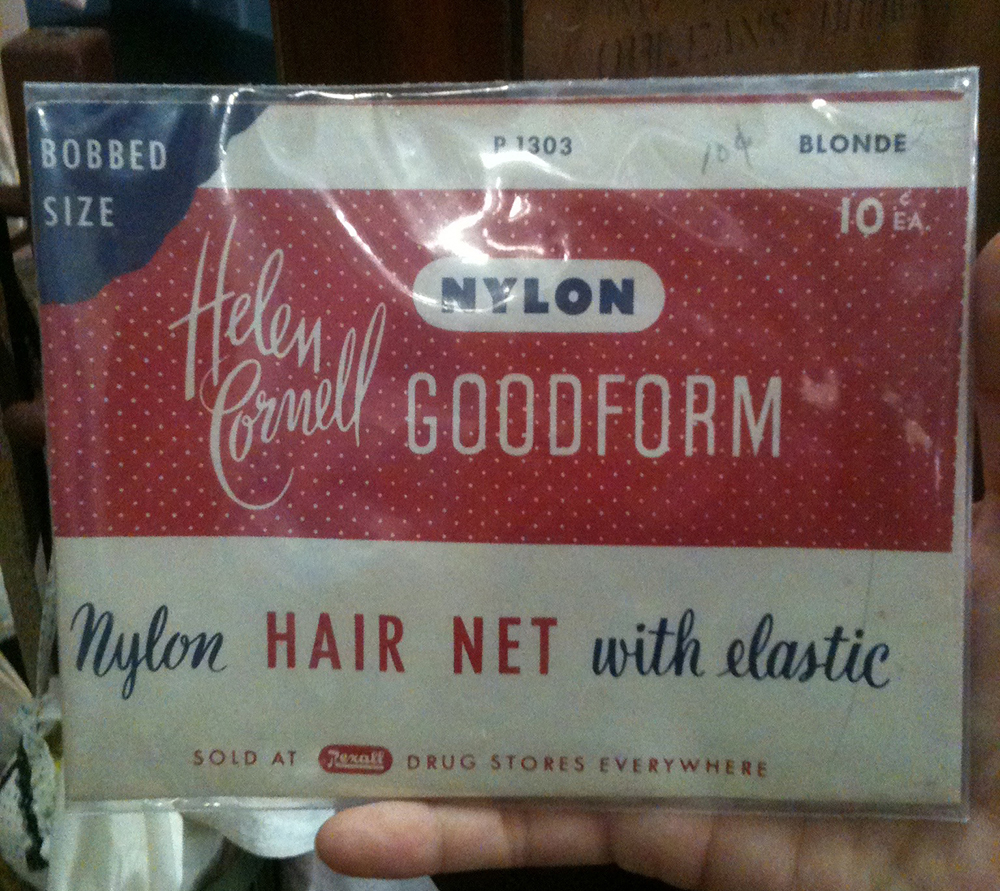 BOBBED SIZE
P 1303
10¢
BLONDE
10¢ EA.
Helen Cornell
NYLON
GOODFORM
Nylon HAIR NET with elastic
SOLD AT Rexall DRUG STORES EVERYWHERE